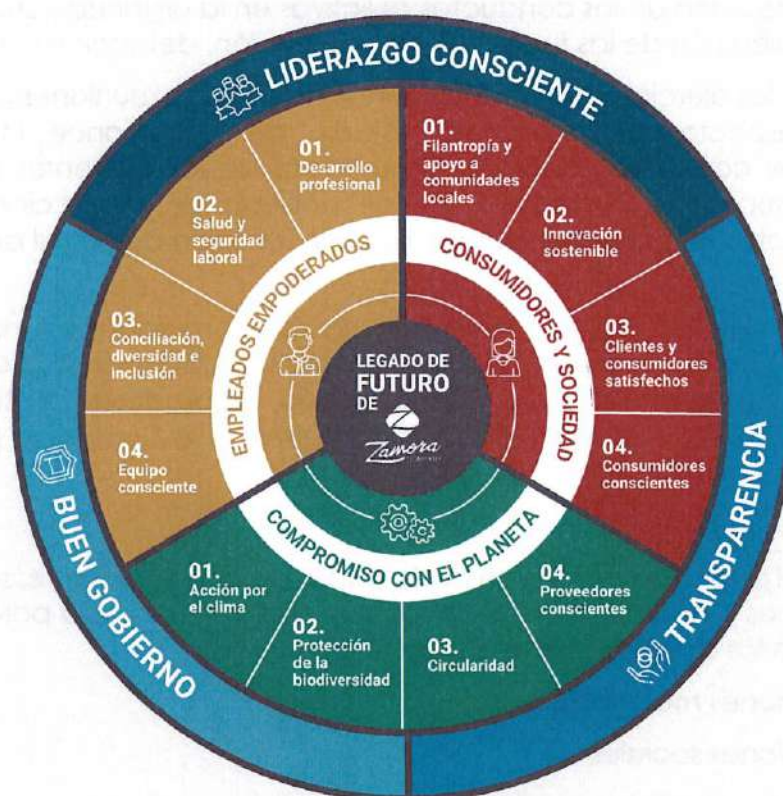 LIDERAZGO CONSCIENTE
01.
Desarrollo
profesional
02.
Salud y
seguridad
laboral
03.
Conciliación,
diversidad e
inclusión
04.
Equipo
consciente
EMPLEADOS EMPODERADOS
01.
Filantropía y
apoyo a
comunidades
locales
02.
Innovación
sostenible
03.
Clientes y
consumidores
satisfechos
04.
Consumidores
conscientes
CONSUMIDORES Y SOCIEDAD
LEGADO DE
FUTURO
DE
Zamora
COMPROMISO CON EL PLANETA
01.
Acción por
el clima
02.
Protección
de la
biodiversidad
03.
Circularidad
04.
Proveedores
conscientes
BUEN GOBIERNO
TRANSPARENCIA